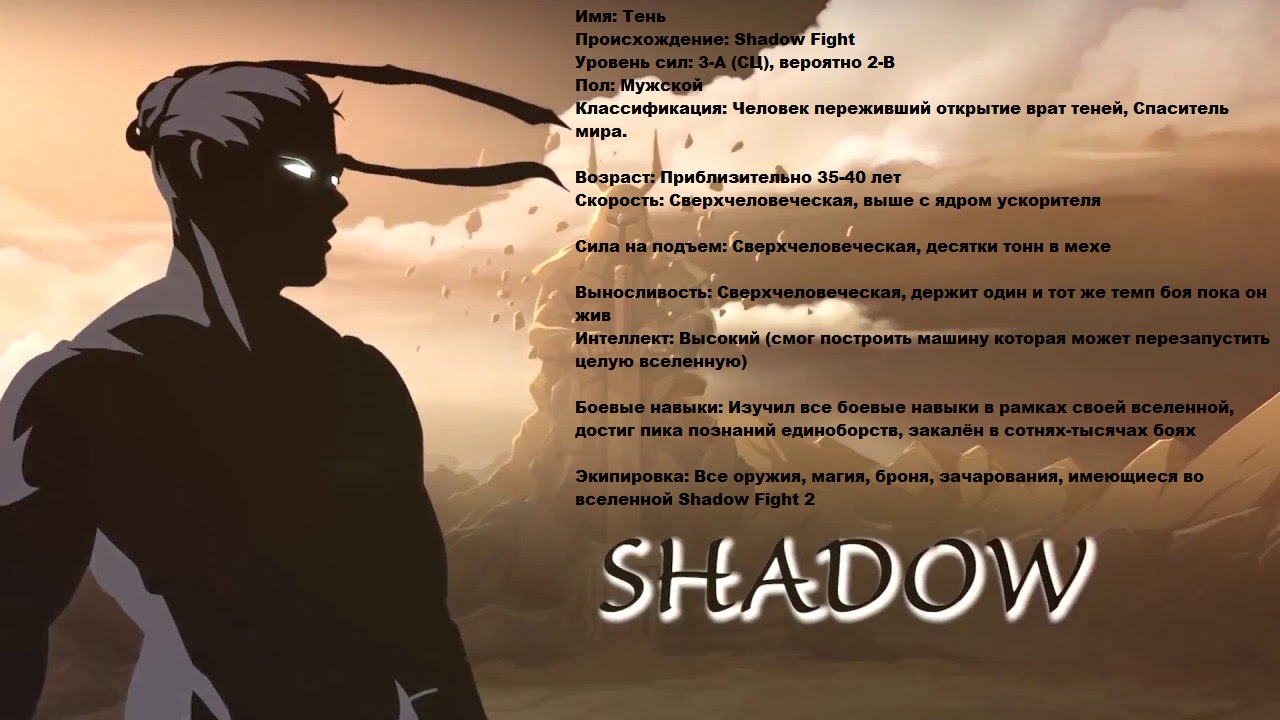 Имя: Тень
Происхождение: Shadow Fight
Уровень сил: 3-А (СЦ), вероятно 2-В
Пол: Мужской
Классификация: Человек переживший открытие врат теней, Спаситель
мира.
Возраст: Приблизительно 35-40 лет
Скорость: Сверхчеловеческая, выше с ядром ускорителя
Сила на подъем: Сверхчеловеческая, десятки тонн в мехе
Выносливость: Сверхчеловеческая, держит один и тот же темп боя пока он
жив
Интеллект: Высокий (смог построить машину которая может перезапустить
целую вселенную)
Боевые навыки: Изучил все боевые навыки в рамках своей вселенной,
достиг пика познаний единоборств, закалён в сотнях-тысячах боях
Экипировка: Все оружия, магия, броня, зачарования, имеющиеся во
вселенной Shadow Fight 2
SHADOW